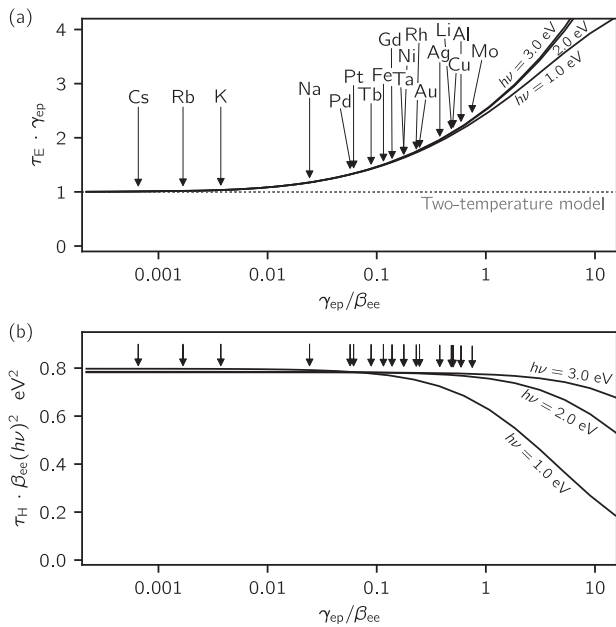 (a)
4
3
2
1
0
τE · γep
Cs Rb K Na Pd Pt Tb Fe Gd Ta Ni Rh Au Ag Li Cu Al Mo
hν = 3.0 eV
2.0 eV
hν = 1.0 eV
Two-temperature model
0.001 0.01 0.1 1 10
γep/βee
(b)
0.8
0.6
0.4
0.2
0.0
τH · βee(hν)² eV²
hν = 3.0 eV
hν = 2.0 eV
hν = 1.0 eV
0.001 0.01 0.1 1 10
γep/βee